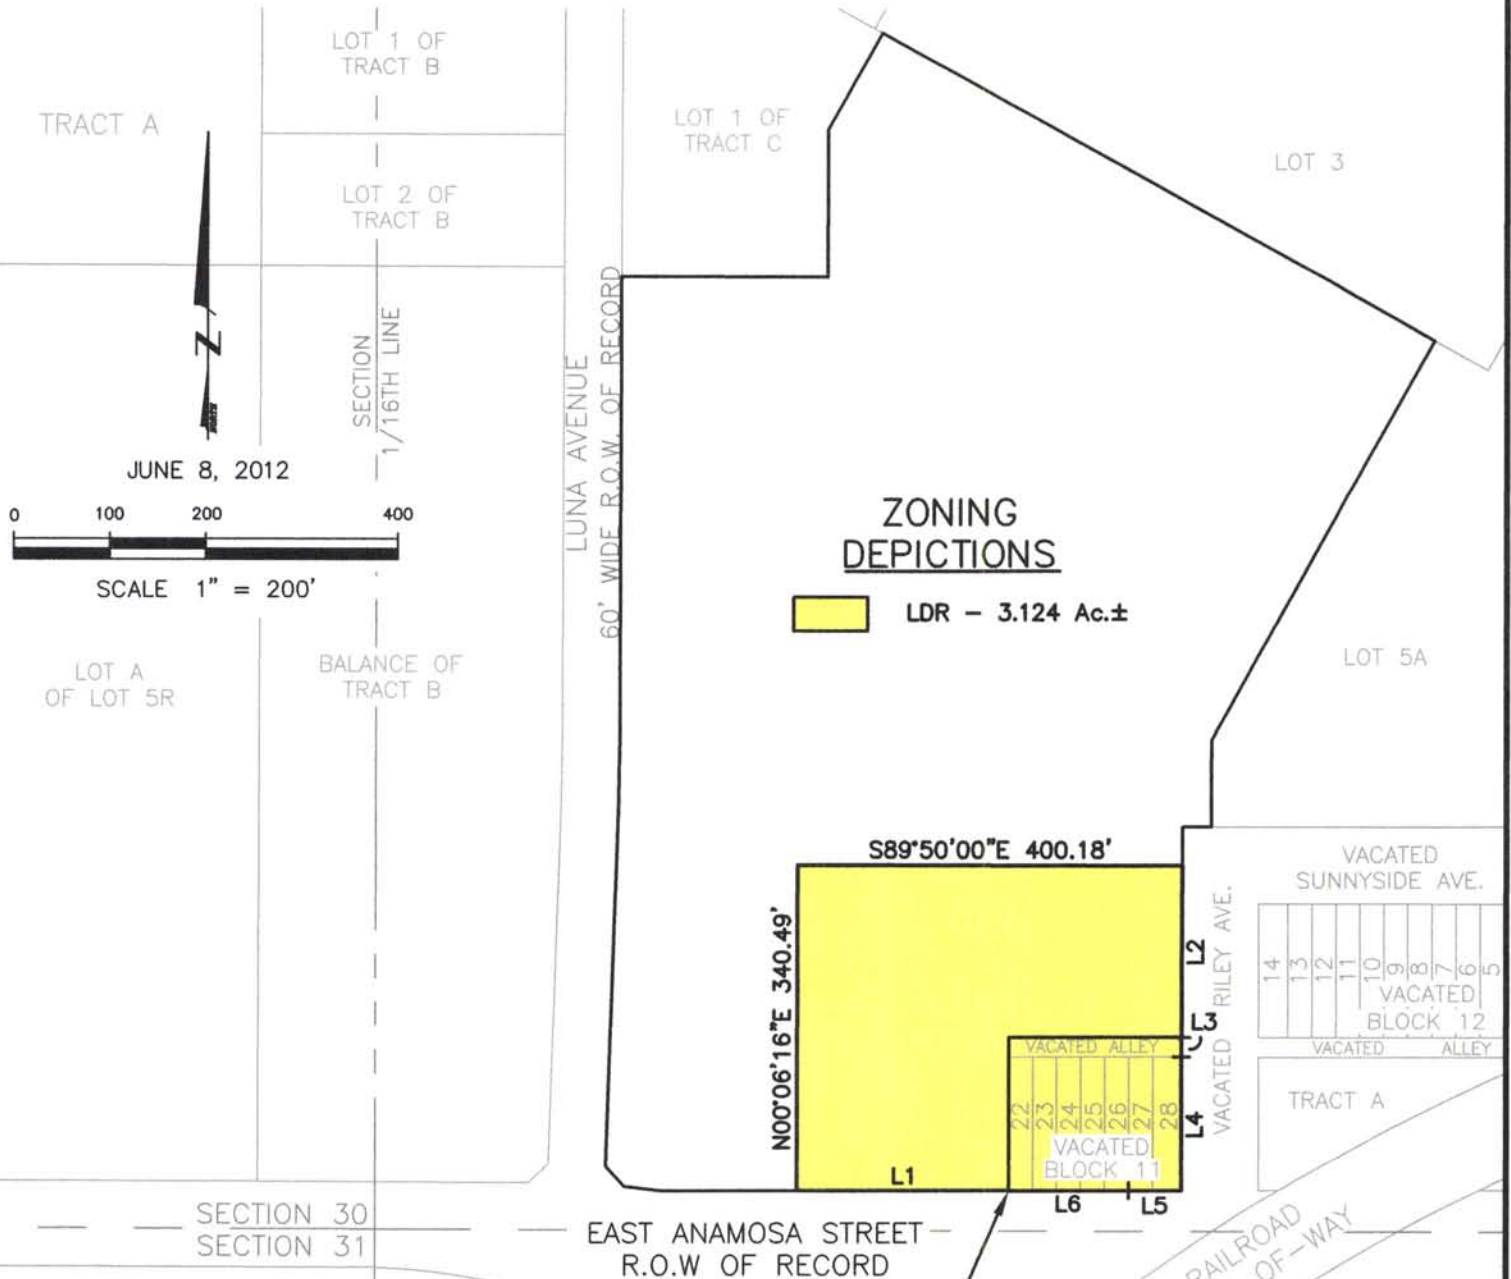 LOT 1 OF
TRACT B
TRACT A
LOT 1 OF
TRACT C
LOT 3
LOT 2 OF
TRACT B
N
SECTION
1/16TH LINE
LUNA AVENUE
60' WIDE R.O.W. OF RECORD
JUNE 8, 2012
0 100 200 400
SCALE 1" = 200'
ZONING
DEPICTIONS
LDR - 3.124 Ac.±
LOT A
OF LOT 5R
BALANCE OF
TRACT B
LOT 5A
S89°50'00"E 400.18'
N00°06'16"E 340.49'
L2
VACATED RILEY AVE.
VACATED
SUNNYSIDE AVE.
14 13 12 11 10 9 8 7 6 5
VACATED
BLOCK 12
L3
VACATED ALLEY
VACATED ALLEY
22 23 24 25 26 27 28
L4
TRACT A
VACATED
BLOCK 11
L1
L6
L5
SECTION 30
SECTION 31
EAST ANAMOSA STREET
R.O.W OF RECORD
RAILROAD
OF-WAY